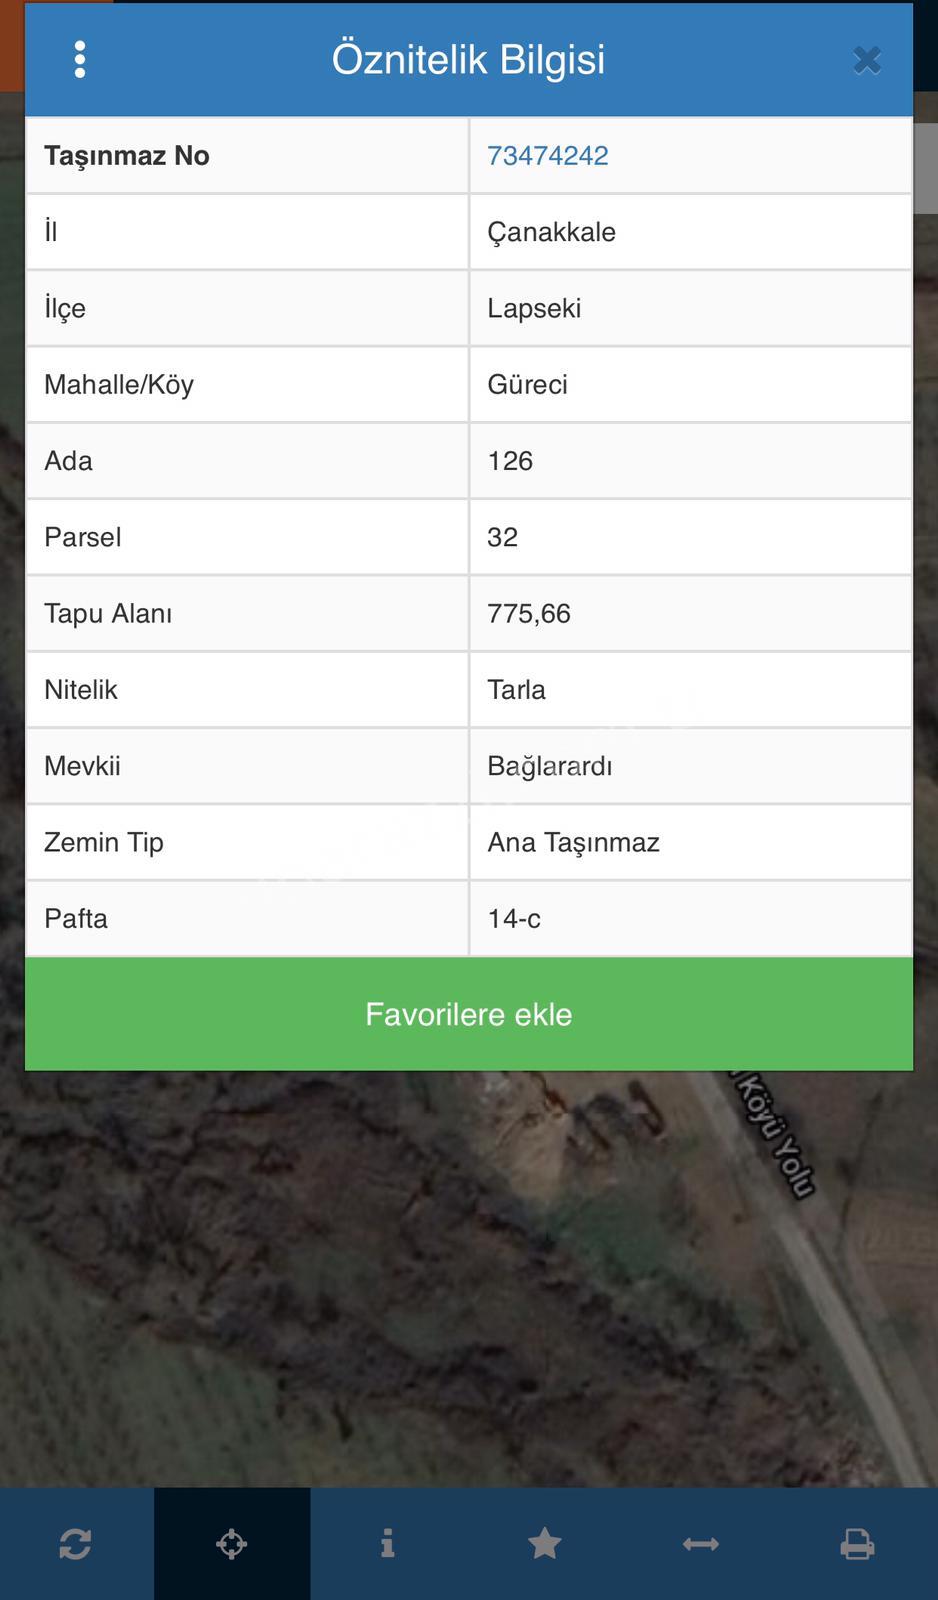 Öznitelik Bilgisi
Taşınmaz No 73474242
İl Çanakkale
İlçe Lapseki
Mahalle/Köy Güreci
Ada 126
Parsel 32
Tapu Alanı 775,66
Nitelik Tarla
Mevkii Bağlarardı
Zemin Tip Ana Taşınmaz
Pafta 14-c
Favorilere ekle
Köyü Yolu